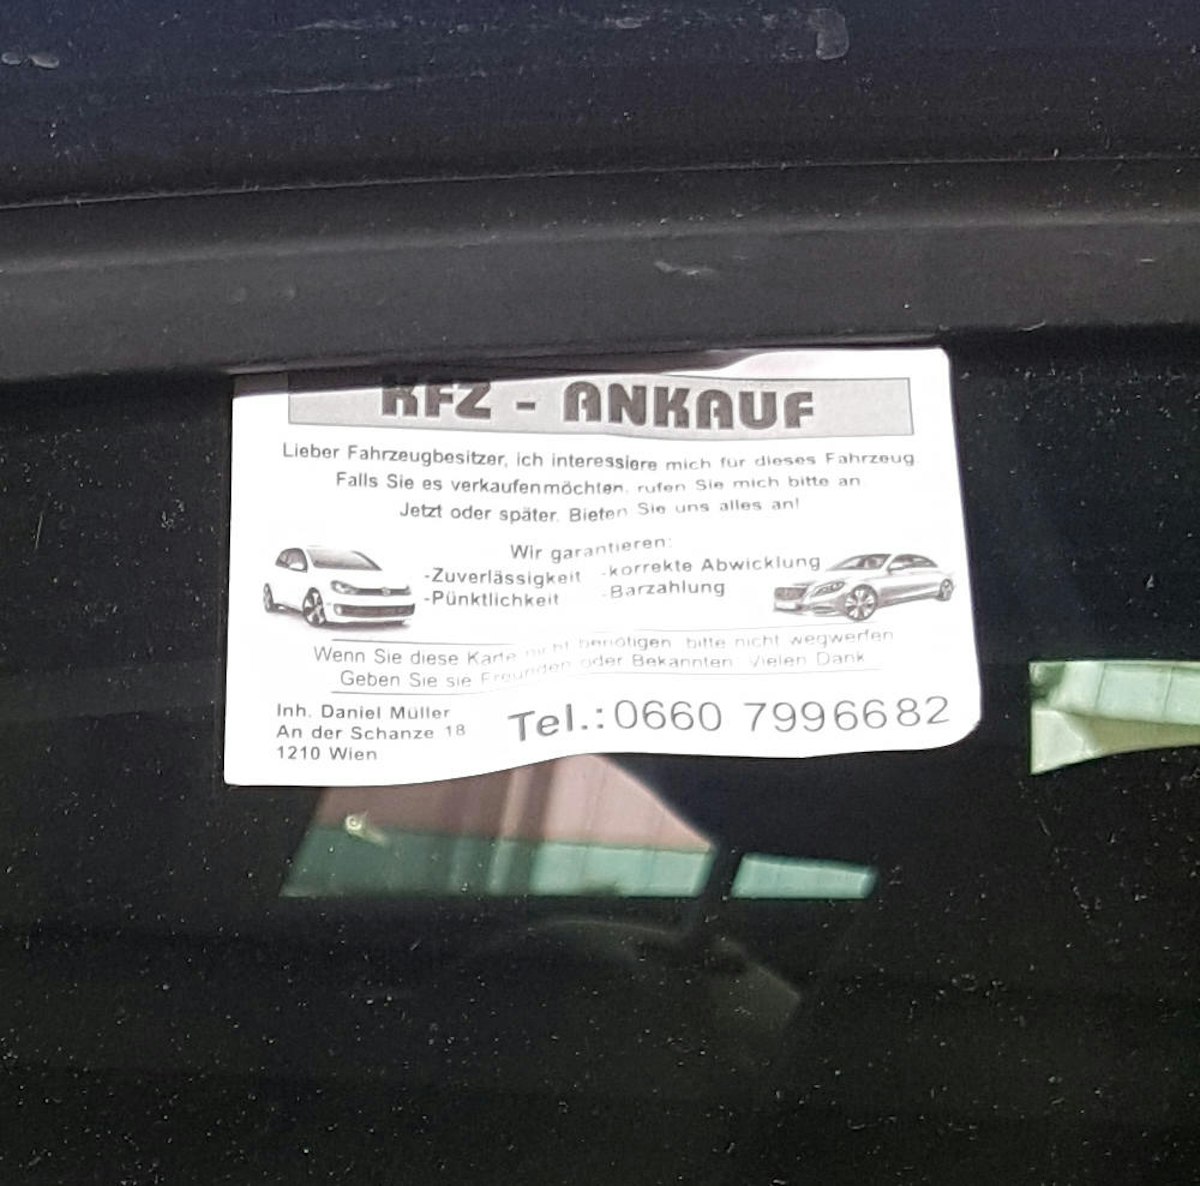 KFZ - ANKAUF
Lieber Fahrzeugbesitzer, ich interessiere mich für dieses Fahrzeug.
Falls Sie es verkaufenmöchten, rufen Sie mich bitte an.
Jetzt oder später. Bieten Sie uns alles an!
Wir garantieren:
-Zuverlässigkeit -korrekte Abwicklung
-Pünktlichkeit -Barzahlung
Wenn Sie diese Karte nicht benötigen, bitte nicht wegwerfen
Geben Sie sie Freunden oder Bekannten. Vielen Dank
Inh. Daniel Müller
An der Schanze 18
1210 Wien
Tel.:0660 7996682